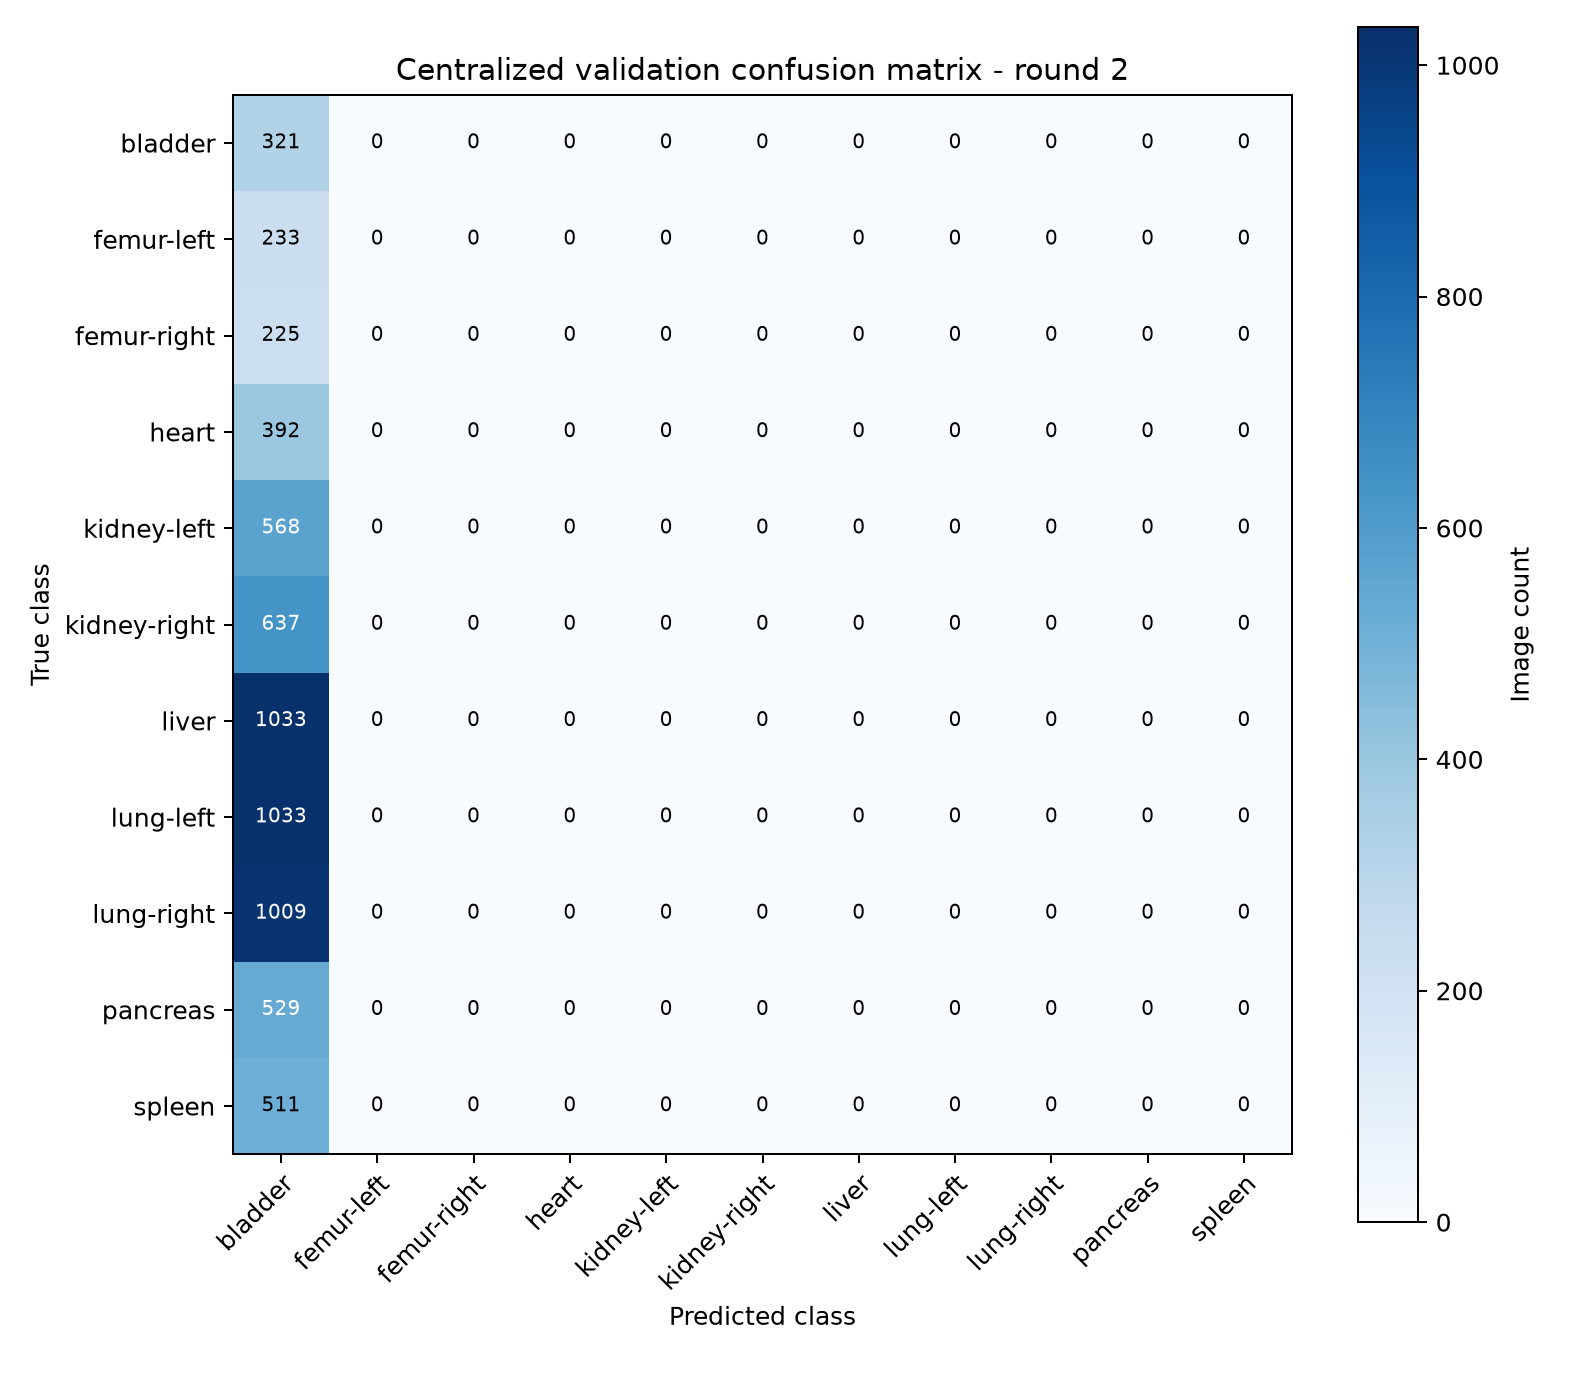 Centralized validation confusion matrix - round 2
True class
bladder 321 0 0 0 0 0 0 0 0 0 0
femur-left 233 0 0 0 0 0 0 0 0 0 0
femur-right 225 0 0 0 0 0 0 0 0 0 0
heart 392 0 0 0 0 0 0 0 0 0 0
kidney-left 568 0 0 0 0 0 0 0 0 0 0
kidney-right 637 0 0 0 0 0 0 0 0 0 0
liver 1033 0 0 0 0 0 0 0 0 0 0
lung-left 1033 0 0 0 0 0 0 0 0 0 0
lung-right 1009 0 0 0 0 0 0 0 0 0 0
pancreas 529 0 0 0 0 0 0 0 0 0 0
spleen 511 0 0 0 0 0 0 0 0 0 0
bladder femur-left femur-right heart kidney-left kidney-right liver lung-left lung-right pancreas spleen
Predicted class
1000
800
600
400
200
0
Image count